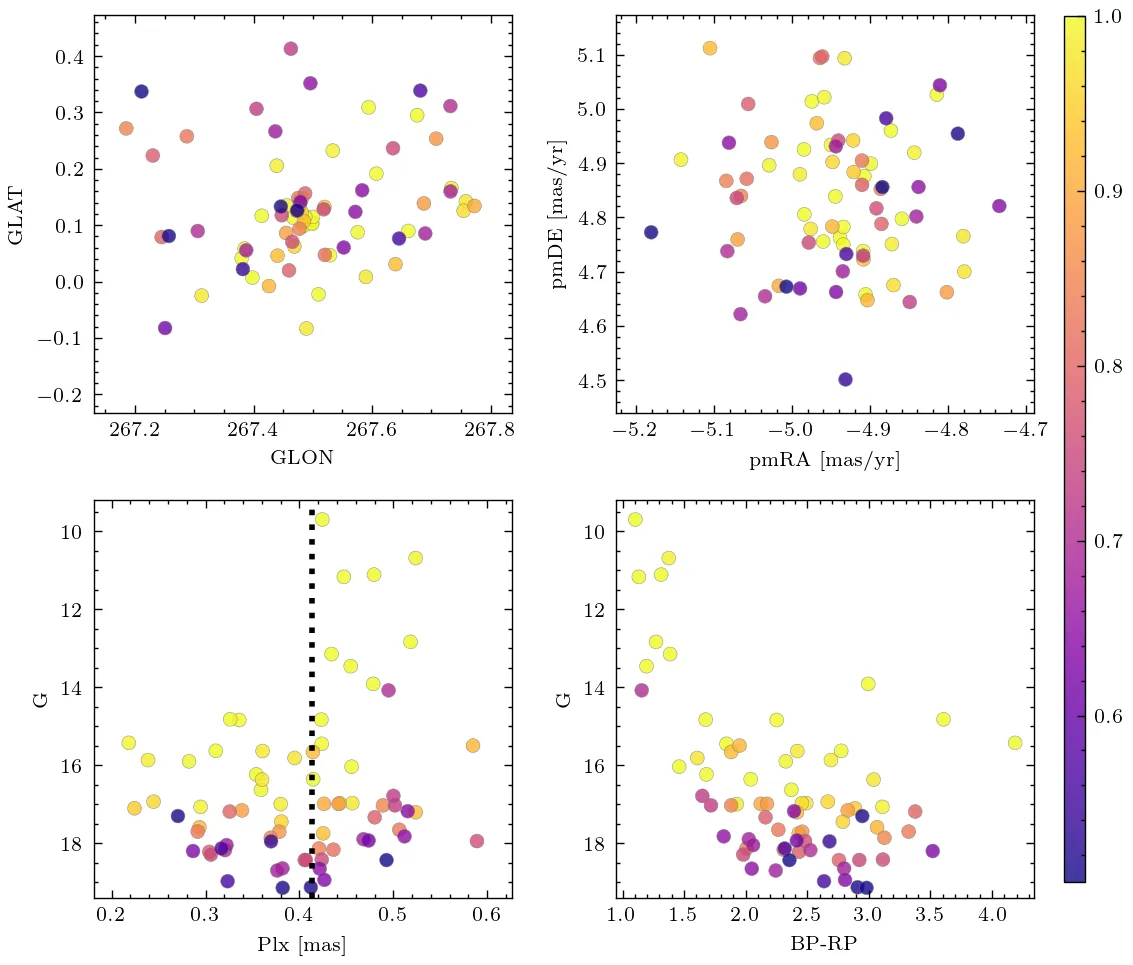 0.4
0.3
0.2
0.1
0.0
−0.1
−0.2
GLAT
267.2 267.4 267.6 267.8
GLON
5.1
5.0
4.9
4.8
4.7
4.6
4.5
pmDE [mas/yr]
−5.2 −5.1 −5.0 −4.9 −4.8 −4.7
pmRA [mas/yr]
10
12
14
16
18
G
0.2 0.3 0.4 0.5 0.6
Plx [mas]
10
12
14
16
18
G
1.0 1.5 2.0 2.5 3.0 3.5 4.0
BP-RP
1.0
0.9
0.8
0.7
0.6